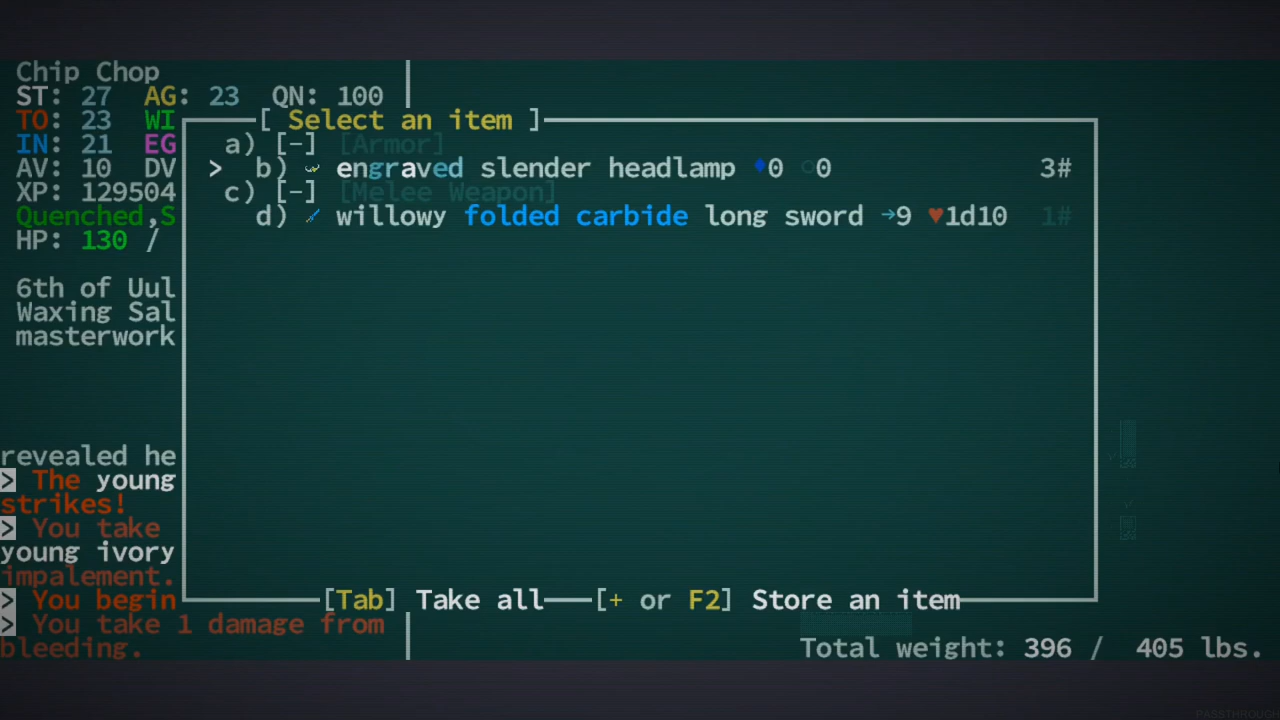 Chip Chop
ST: 27 AG: 23 QN: 100
TO: 23 WI
IN: 21 EG
AV: 10 DV
XP: 129504
Quenched,S
HP: 130 /
6th of Uul
Waxing Sal
masterwork
revealed he
> The young
strikes!
> You take
young ivory
impalement.
> You begin
> You take 1 damage from
bleeding.
[ Select an item ]
a) [-] [Armor]
> b) engraved slender headlamp ♦0 ○0 3#
c) [-] [Melee Weapon]
d) willowy folded carbide long sword →9 ♥1d10 1#
[Tab] Take all [+ or F2] Store an item
Total weight: 396 / 405 lbs.
PASSTHROUGH